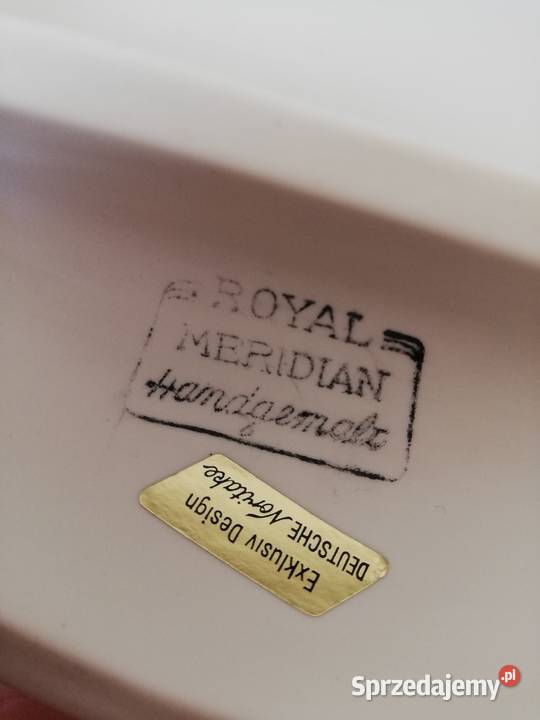 ROYAL
MERIDIAN
Handgemalt
Exklusiv Design
DEUTSCHE Noritake
Sprzedajemy.pl